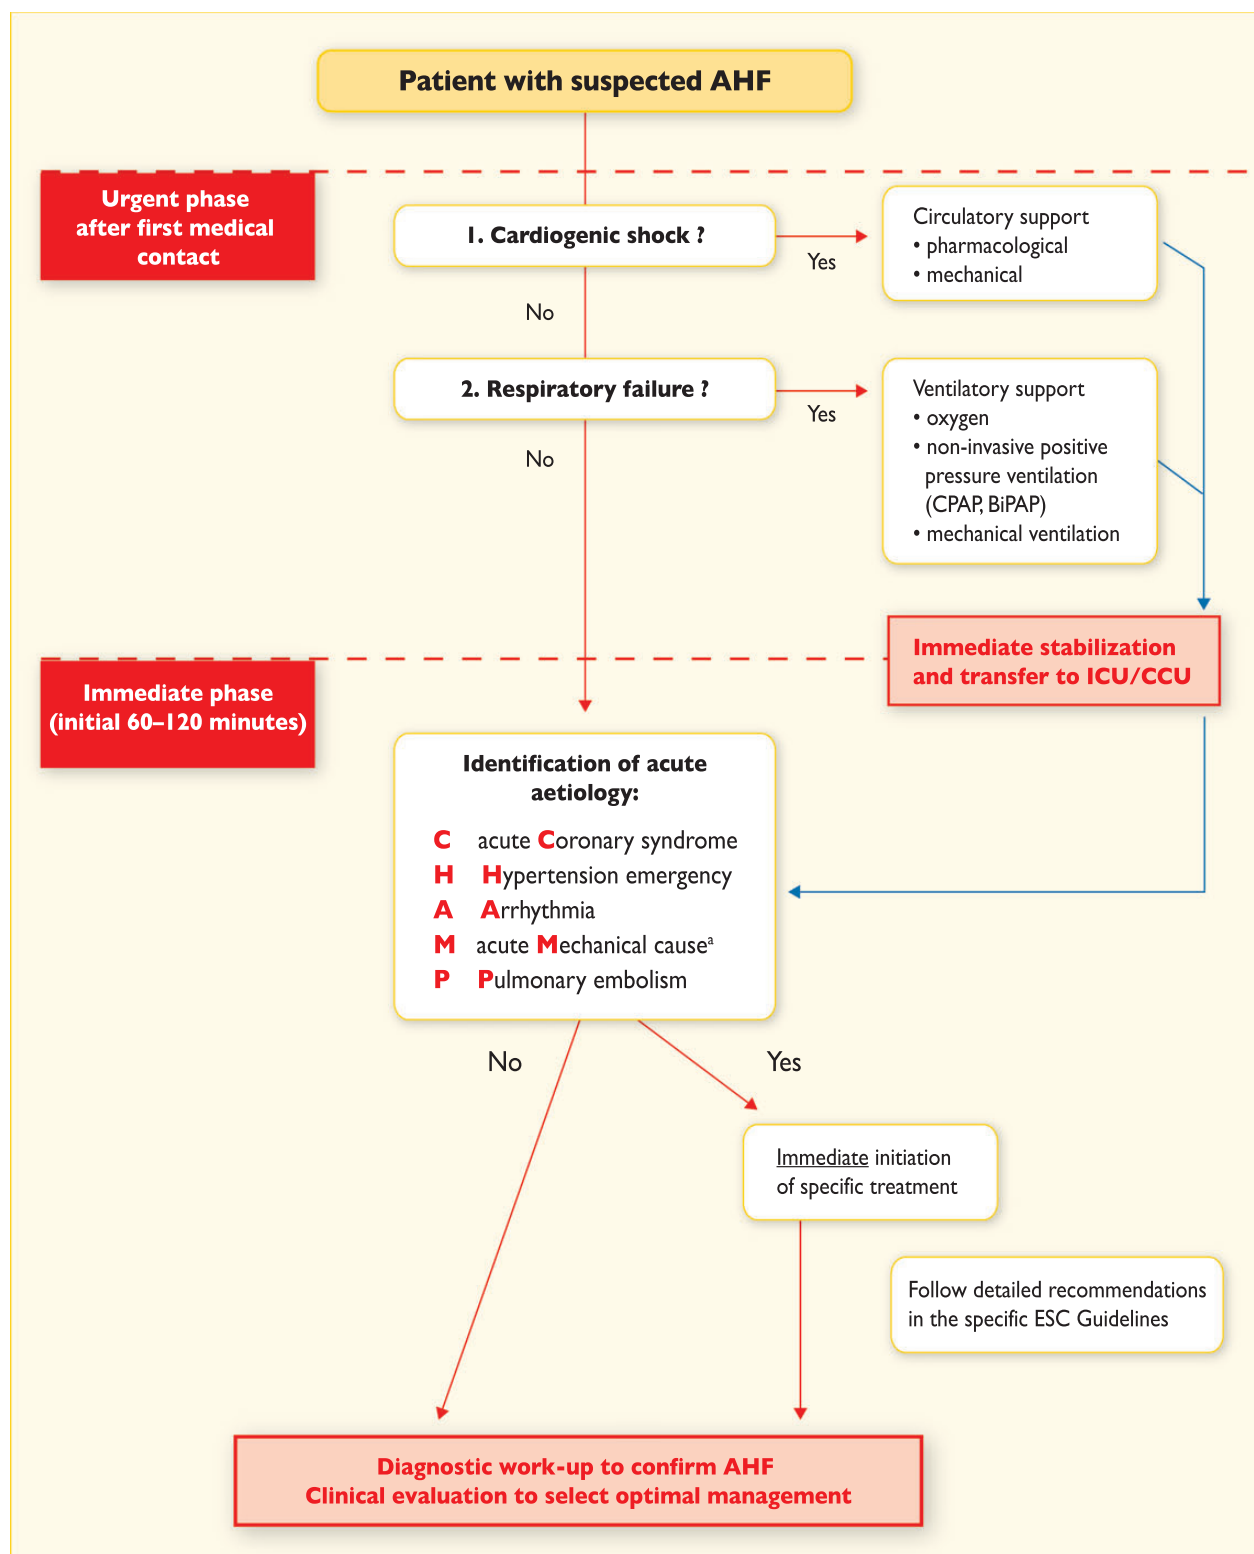 Patient with suspected AHF
Urgent phase
after first medical
contact
1. Cardiogenic shock ?
Yes
Circulatory support
• pharmacological
• mechanical
No
2. Respiratory failure ?
Yes
Ventilatory support
• oxygen
• non-invasive positive
pressure ventilation
(CPAP, BiPAP)
• mechanical ventilation
No
Immediate stabilization
and transfer to ICU/CCU
Immediate phase
(initial 60–120 minutes)
Identification of acute
aetiology:
C acute Coronary syndrome
H Hypertension emergency
A Arrhythmia
M acute Mechanical causeᵃ
P Pulmonary embolism
No
Yes
Immediate initiation
of specific treatment
Follow detailed recommendations
in the specific ESC Guidelines
Diagnostic work-up to confirm AHF
Clinical evaluation to select optimal management